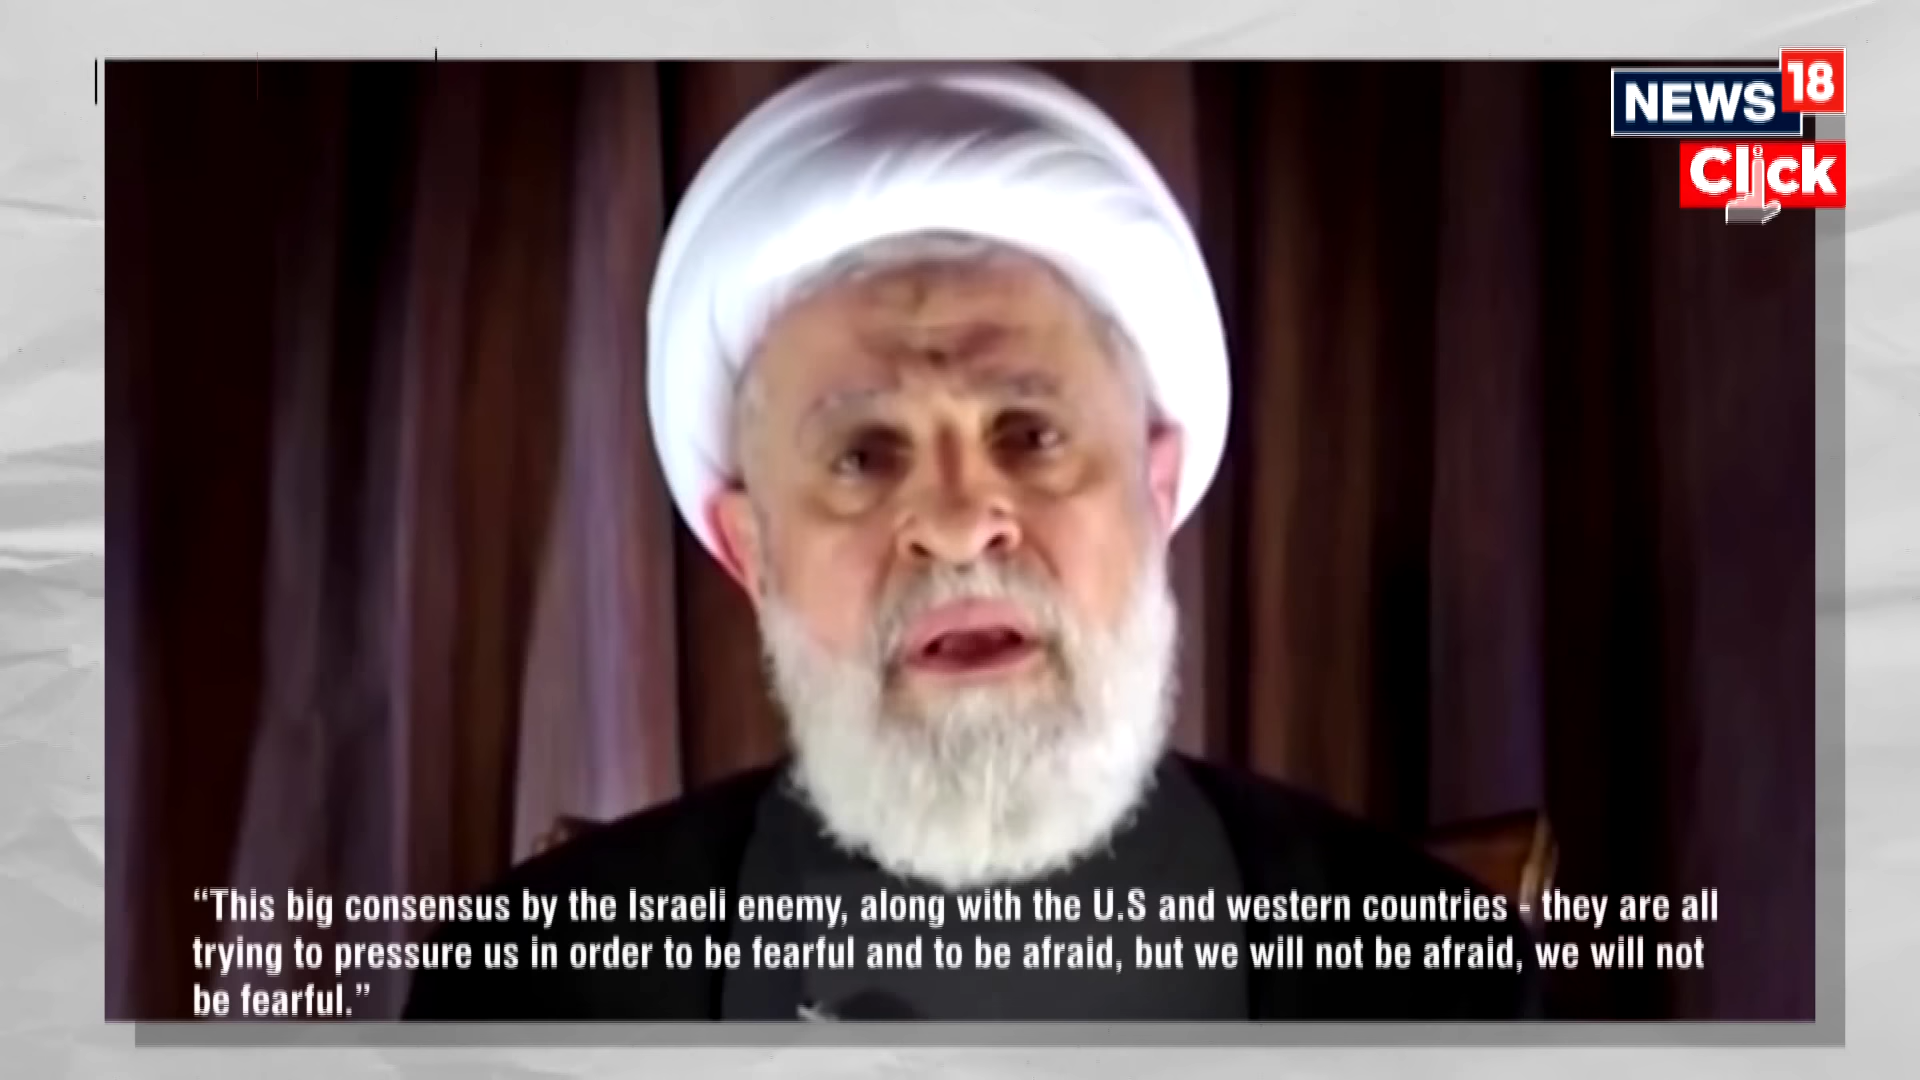 NEWS 18
Click
“This big consensus by the Israeli enemy, along with the U.S and western countries - they are all
trying to pressure us in order to be fearful and to be afraid, but we will not be afraid, we will not
be fearful.”